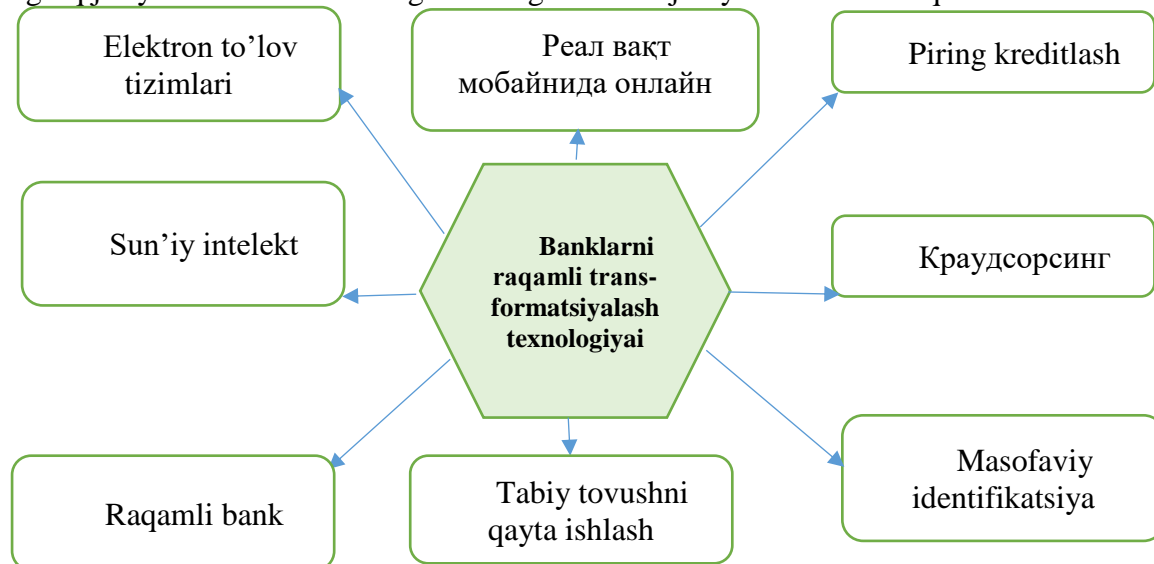 Elektron to’lov
tizimlari
Реал вақт
мобайнида онлайн
Piring kreditlash
Sun’iy intelekt
Banklarni
raqamli trans-
formatsiyalash
texnologiyai
Краудсорсинг
Raqamli bank
Tabiy tovushni
qayta ishlash
Masofaviy
identifikatsiya